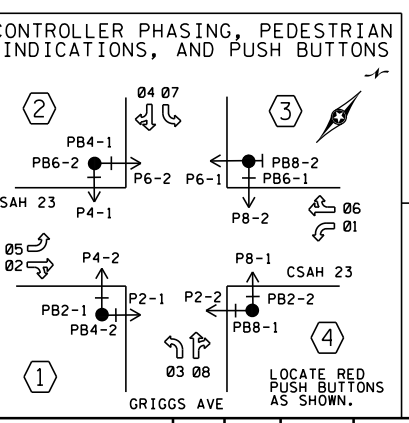 CONTROLLER PHASING, PEDESTRIAN
INDICATIONS, AND PUSH BUTTONS
04 07
2
3
PB4-1
PB6-2
P6-2
P6-1
PB8-2
PB6-1
SAH 23
P4-1
P8-2
06
01
05
02
P4-2
P8-1
CSAH 23
PB2-1
P2-1
P2-2
PB2-2
PB4-2
PB8-1
1
4
03 08
LOCATE RED
PUSH BUTTONS
AS SHOWN.
GRIGGS AVE
N